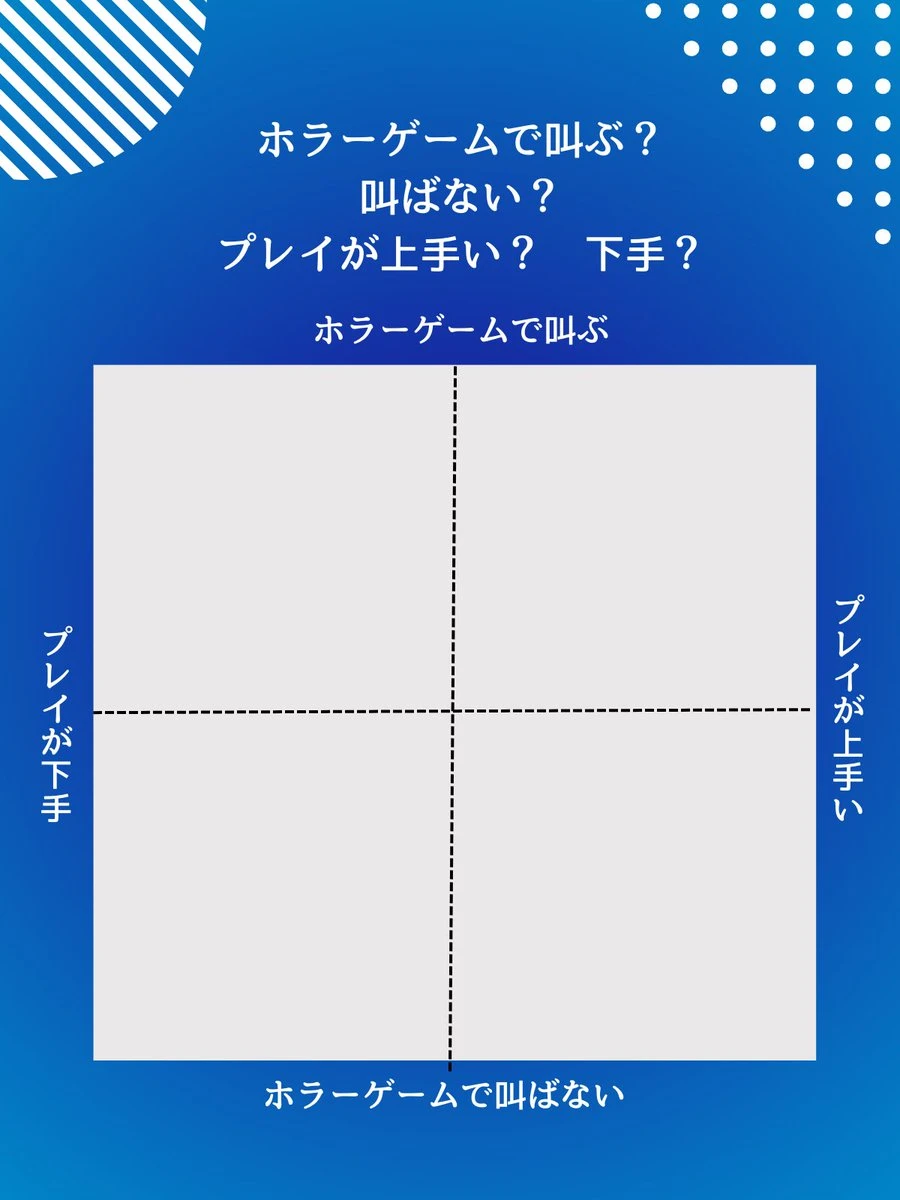 ホラーゲームで叫ぶ？
叫ばない？
プレイが上手い？　下手？
ホラーゲームで叫ぶ
プレイが下手
プレイが上手い
ホラーゲームで叫ばない